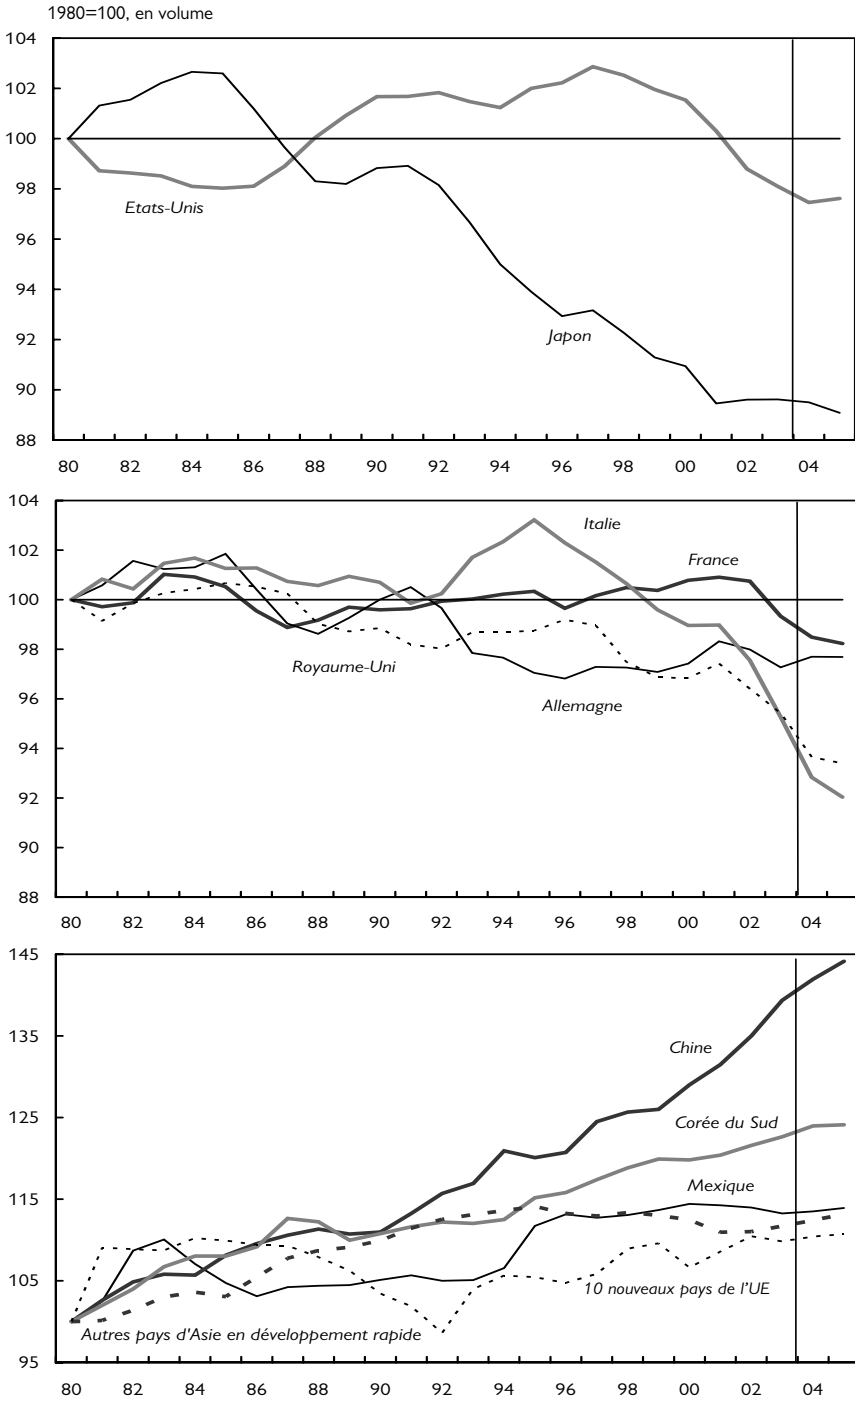 1980=100, en volume
104
102
100
98
96
94
92
90
88
Etats-Unis
Japon
80 82 84 86 88 90 92 94 96 98 00 02 04
104
102
100
98
96
94
92
90
88
Italie
France
Royaume-Uni
Allemagne
80 82 84 86 88 90 92 94 96 98 00 02 04
145
135
125
115
105
95
Chine
Corée du Sud
Mexique
10 nouveaux pays de l'UE
Autres pays d'Asie en développement rapide
80 82 84 86 88 90 92 94 96 98 00 02 04